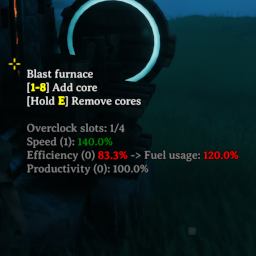 Blast furnace
[1-8] Add core
[Hold E] Remove cores
Overclock slots: 1/4
Speed (1): 140.0%
Efficiency (0) 83.3% -> Fuel usage: 120.0%
Productivity (0): 100.0%